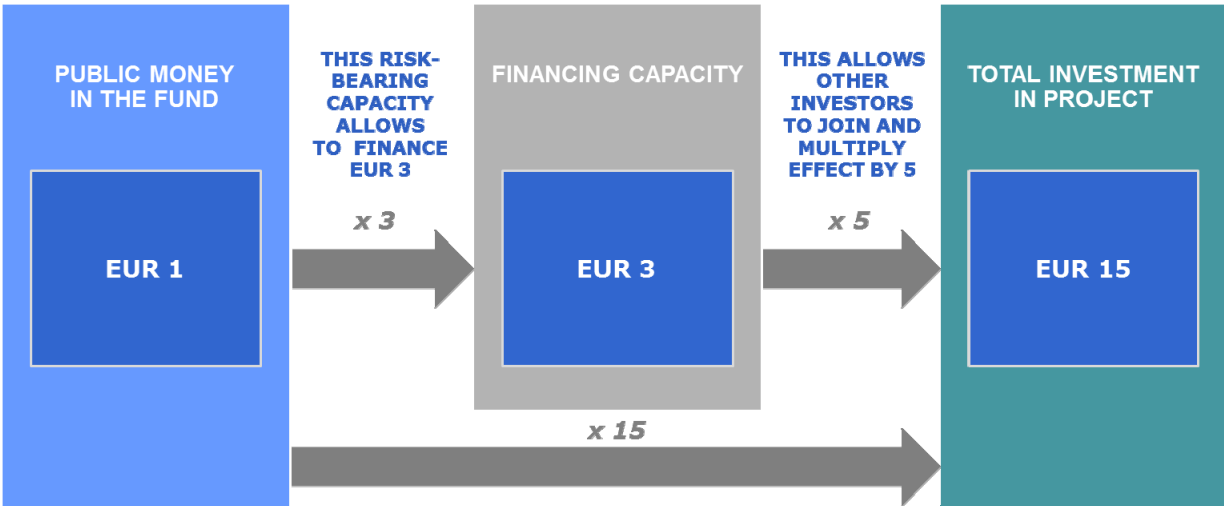 PUBLIC MONEY
IN THE FUND
THIS RISK-
BEARING
CAPACITY
ALLOWS
TO FINANCE
EUR 3
FINANCING CAPACITY
THIS ALLOWS
OTHER
INVESTORS
TO JOIN AND
MULTIPLY
EFFECT BY 5
TOTAL INVESTMENT
IN PROJECT
EUR 1
x 3
EUR 3
x 5
EUR 15
x 15